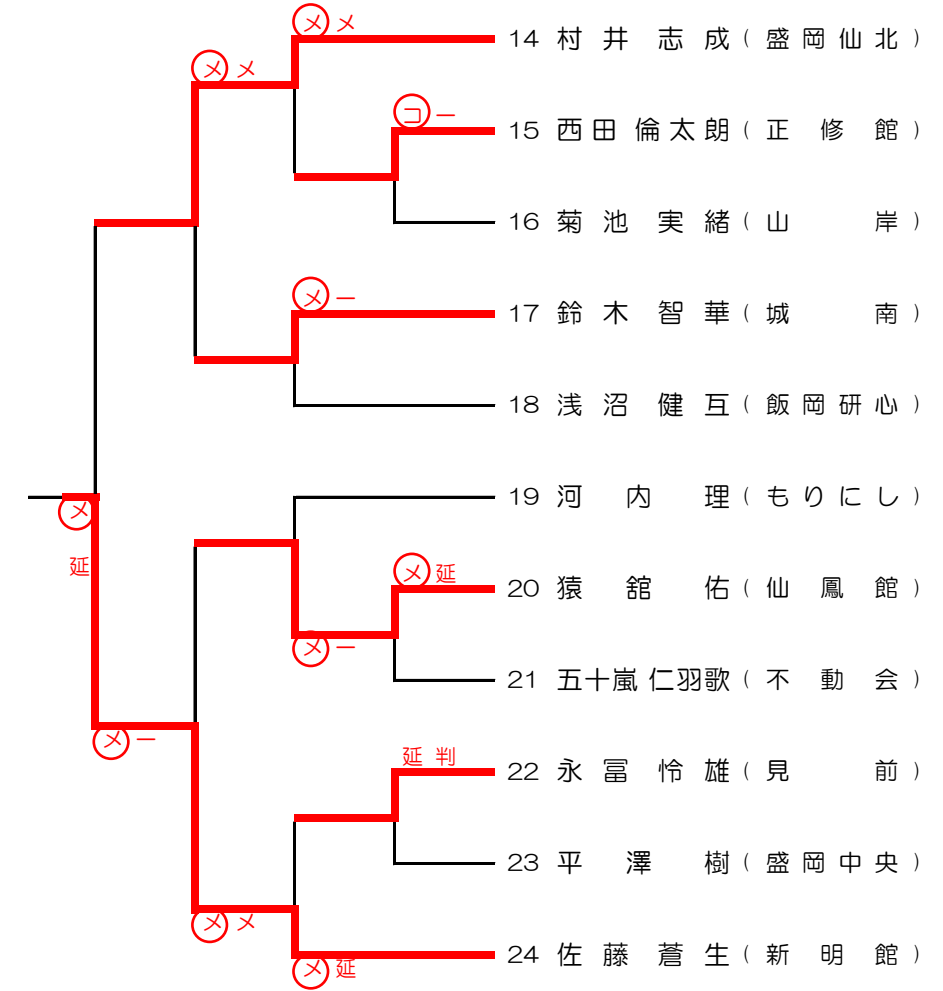 メメ
14 村井志成(盛岡仙北)
メメ
コー
15 西田倫太朗(正修館)
16 菊池実緒(山岸)
メー
17 鈴木智華(城南)
18 浅沼健互(飯岡研心)
19 河内理(もりにし)
メ
延
メ延
20 猿舘佑(仙鳳館)
メー
21 五十嵐仁羽歌(不動会)
メー
延判
22 永冨怜雄(見前)
23 平澤樹(盛岡中央)
メメ
24 佐藤蒼生(新明館)
メ延